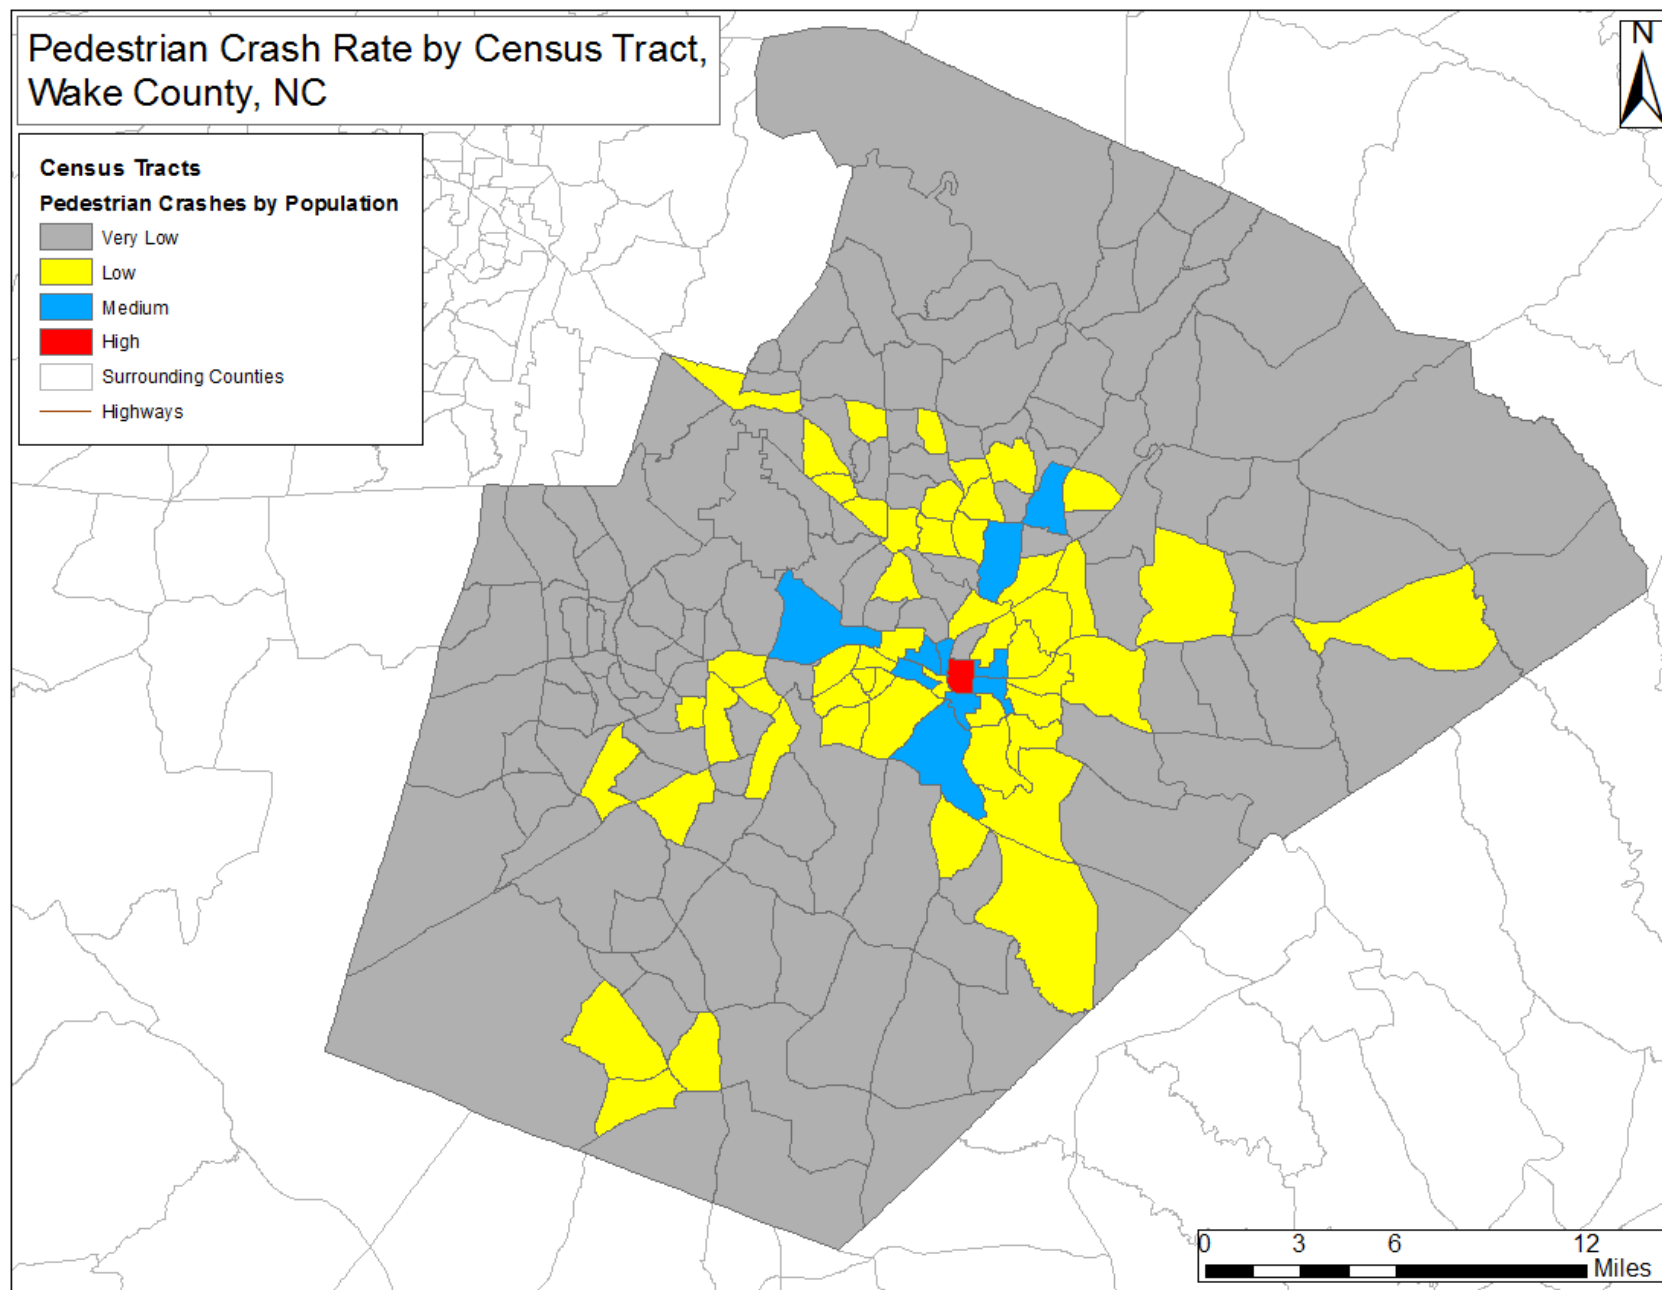 Pedestrian Crash Rate by Census Tract,
Wake County, NC
N
Census Tracts
Pedestrian Crashes by Population
Very Low
Low
Medium
High
Surrounding Counties
Highways
0 3 6 12
Miles